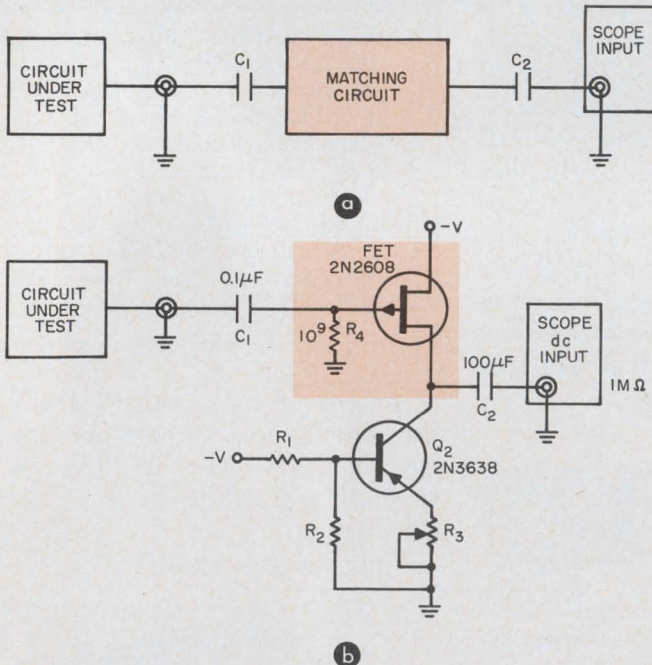 CIRCUIT
UNDER
TEST
C1
MATCHING
CIRCUIT
C2
SCOPE
INPUT
a
CIRCUIT
UNDER
TEST
0.1μF
C1
10⁹
R4
FET
2N2608
-V
100μF
C2
SCOPE
dc
INPUT
1MΩ
-V
R1
R2
Q2
2N3638
R3
b